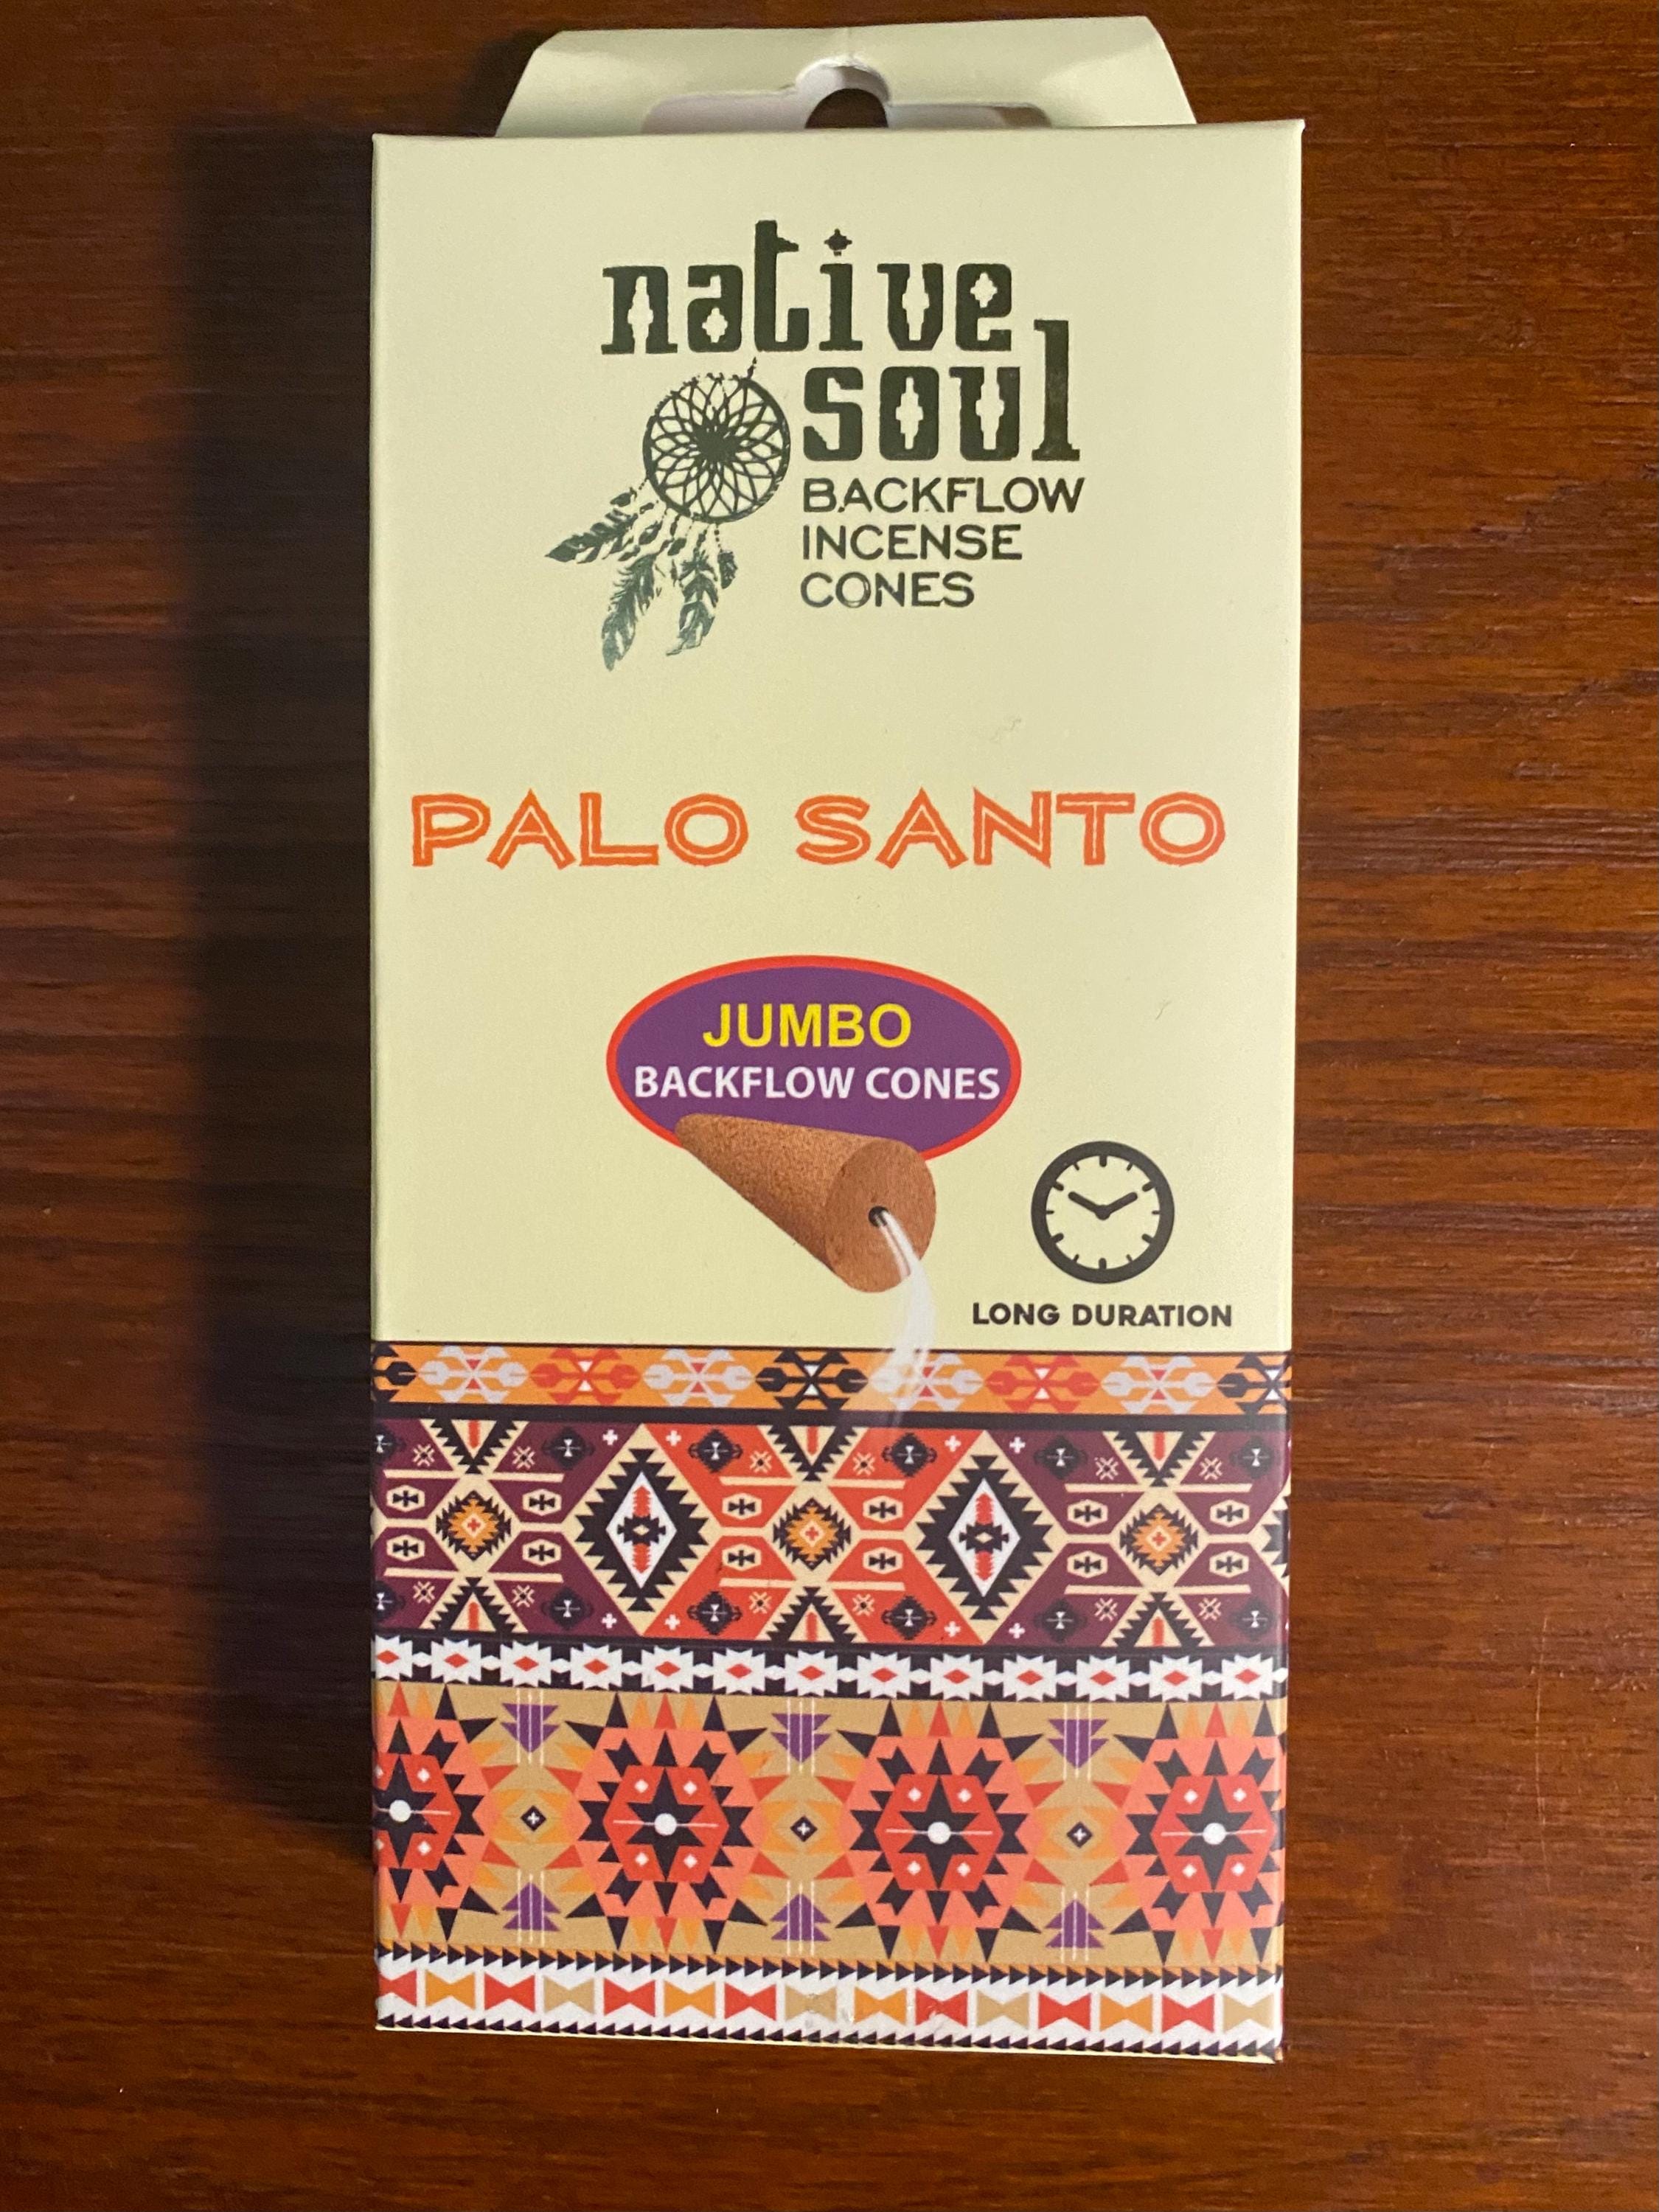 native
soul
BACKFLOW
INCENSE
CONES
PALO SANTO
JUMBO
BACKFLOW CONES
LONG DURATION